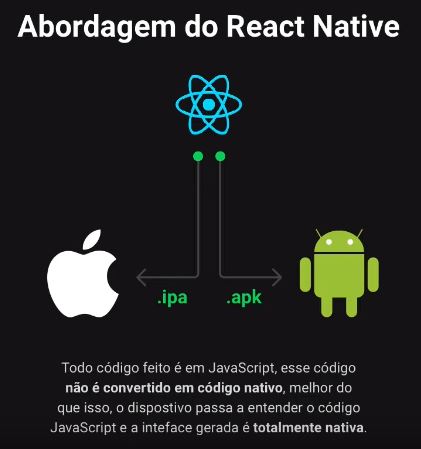 Abordagem do React Native
.ipa
.apk
Todo código feito é em JavaScript, esse código
não é convertido em código nativo, melhor do
que isso, o dispostivo passa a entender o código
JavaScript e a inteface gerada é totalmente nativa.